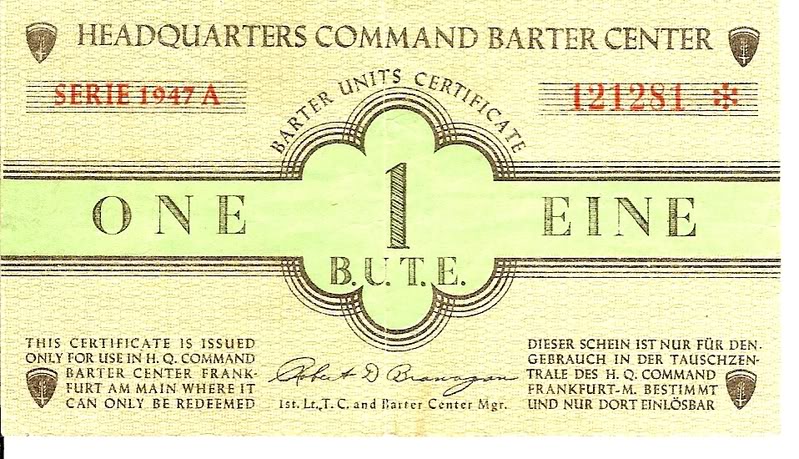 HEADQUARTERS COMMAND BARTER CENTER
SERIE 1947 A
121281 *
BARTER UNITS CERTIFICATE
ONE
1
EINE
B.U.T.E.
THIS CERTIFICATE IS ISSUED
ONLY FOR USE IN H. Q. COMMAND
BARTER CENTER FRANK-
FURT AM MAIN WHERE IT
CAN ONLY BE REDEEMED
Robert D Branagan
1st. Lt., T. C. and Barter Center Mgr.
DIESER SCHEIN IST NUR FÜR DEN.
GEBRAUCH IN DER TAUSCHZEN-
TRALE DES H. Q. COMMAND
FRANKFURT-M. BESTIMMT
UND NUR DORT EINLÖSBAR